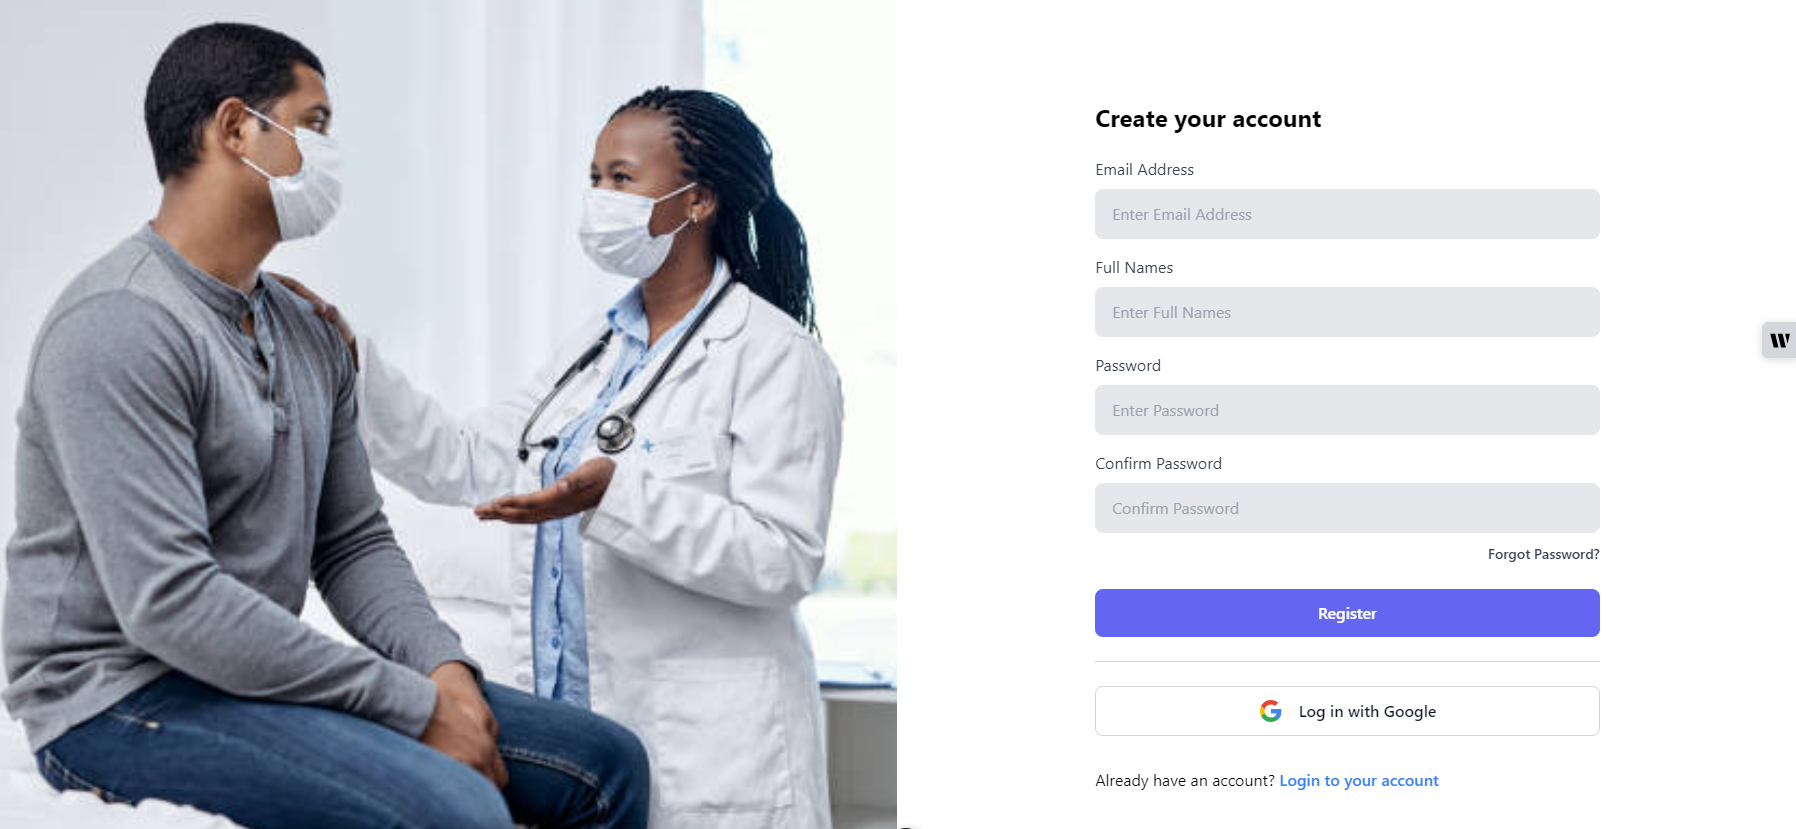 Create your account
Email Address
Enter Email Address
Full Names
Enter Full Names
Password
Enter Password
Confirm Password
Confirm Password
Forgot Password?
Register
Log in with Google
Already have an account? Login to your account